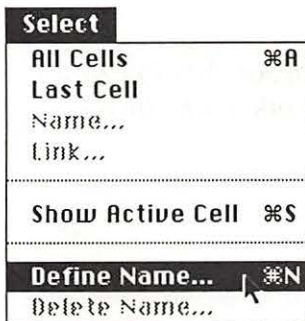 Select
All Cells ⌘A
Last Cell
Name...
Link...
Show Active Cell ⌘S
Define Name... ⌘N
Delete Name...